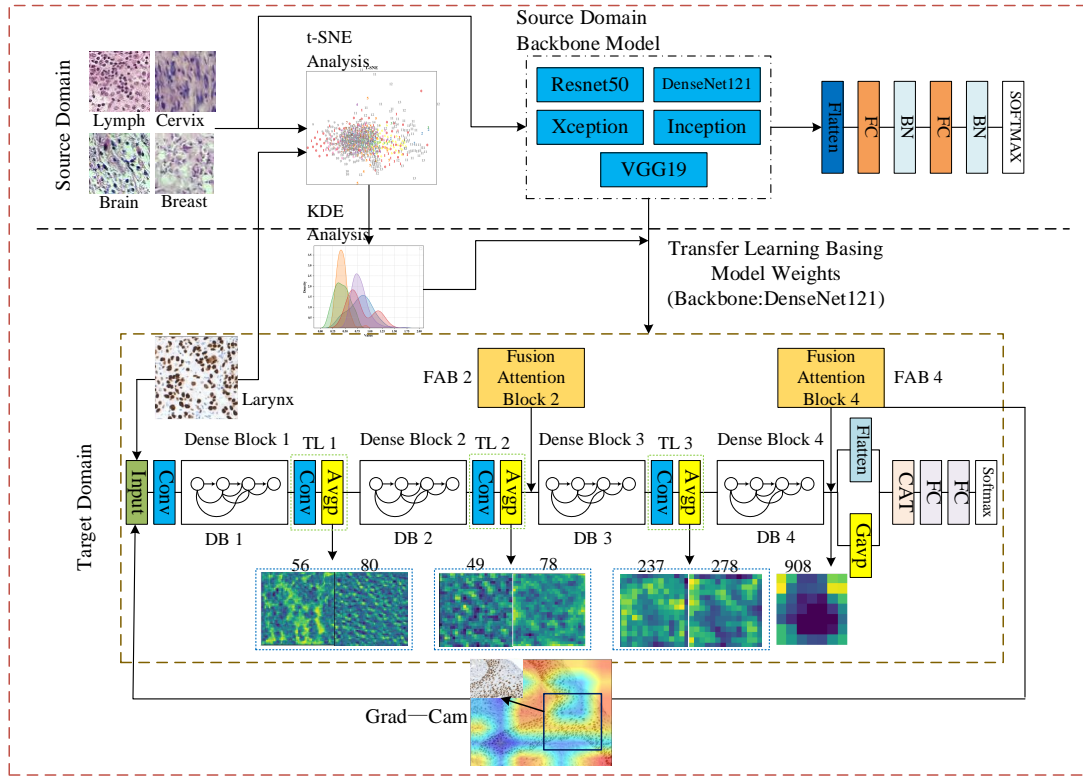 Source Domain
Lymph
Cervix
Brain
Breast
t-SNE
Analysis
t-SNE
Source Domain
Backbone Model
Resnet50
DenseNet121
Xception
Inception
VGG19
Flatten
FC
BN
FC
BN
SOFTMAX
KDE
Analysis
Density
Transfer Learning Basing
Model Weights
(Backbone:DenseNet121)
Target Domain
Larynx
FAB 2
Fusion
Attention
Block 2
Fusion
Attention
Block 4
FAB 4
Dense Block 1
TL 1
Dense Block 2
TL 2
Dense Block 3
TL 3
Dense Block 4
Flatten
Input
Conv
Conv
Avgp
Conv
Avgp
Conv
Avgp
CAT
FC
FC
Softmax
DB 1
DB 2
DB 3
DB 4
Gavp
56
80
49
78
237
278
908
Grad—Cam